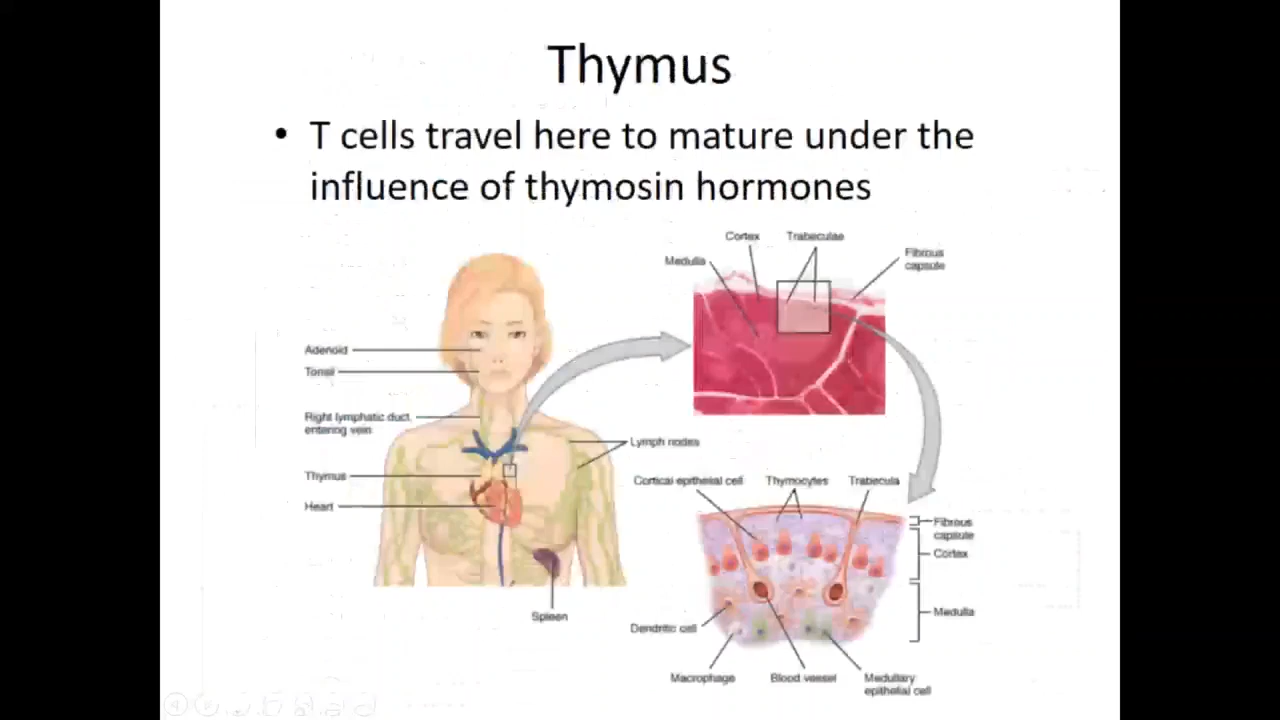 Thymus
• T cells travel here to mature under the
influence of thymosin hormones
Cortex
Trabeculae
Medulla
Fibrous
capsule
Adenoid
Tonsil
Right lymphatic duct,
entering vein
Thymus
Heart
Lymph nodes
Spleen
Cortical epithelial cell
Thymocytes
Trabecula
Fibrous
capsule
Cortex
Medulla
Dendritic cell
Macrophage
Blood vessel
Medullary
epithelial cell